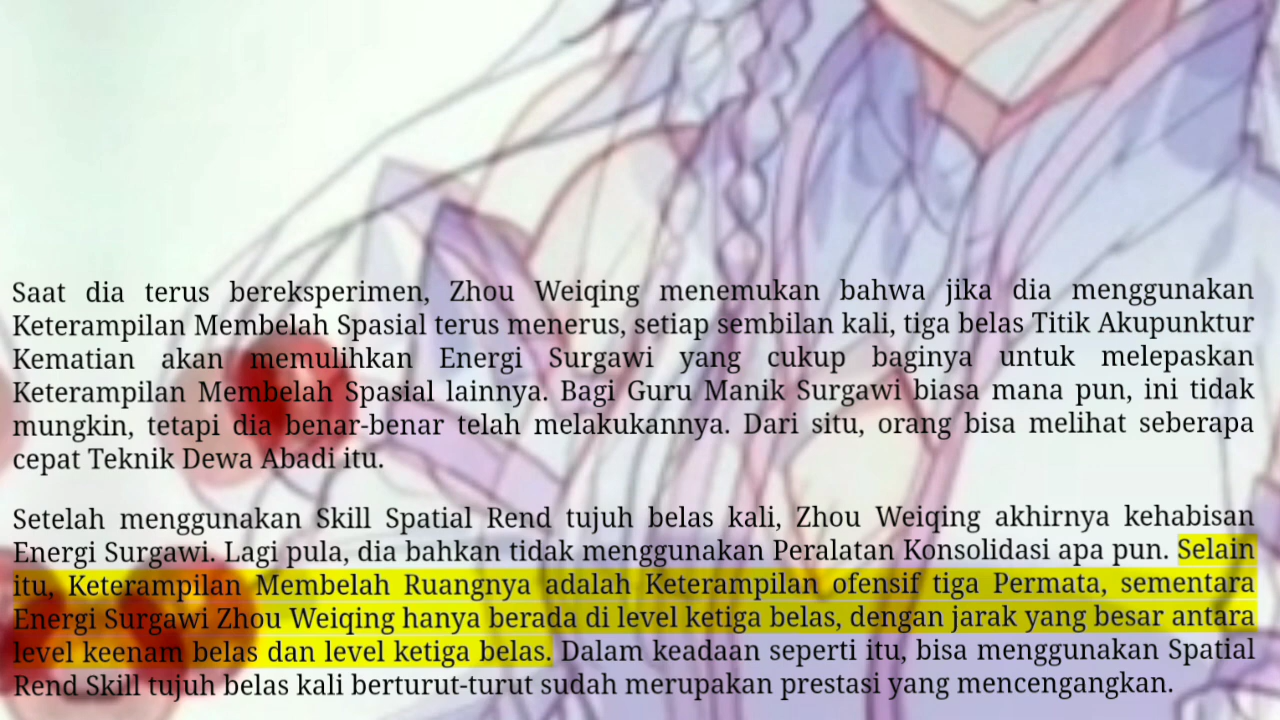 Saat dia terus bereksperimen, Zhou Weiqing menemukan bahwa jika dia menggunakan
Keterampilan Membelah Spasial terus menerus, setiap sembilan kali, tiga belas Titik Akupunktur
Kematian akan memulihkan Energi Surgawi yang cukup baginya untuk melepaskan
Keterampilan Membelah Spasial lainnya. Bagi Guru Manik Surgawi biasa mana pun, ini tidak
mungkin, tetapi dia benar-benar telah melakukannya. Dari situ, orang bisa melihat seberapa
cepat Teknik Dewa Abadi itu.
Setelah menggunakan Skill Spatial Rend tujuh belas kali, Zhou Weiqing akhirnya kehabisan
Energi Surgawi. Lagi pula, dia bahkan tidak menggunakan Peralatan Konsolidasi apa pun. Selain
itu, Keterampilan Membelah Ruangnya adalah Keterampilan ofensif tiga Permata, sementara
Energi Surgawi Zhou Weiqing hanya berada di level ketiga belas, dengan jarak yang besar antara
level keenam belas dan level ketiga belas. Dalam keadaan seperti itu, bisa menggunakan Spatial
Rend Skill tujuh belas kali berturut-turut sudah merupakan prestasi yang mencengangkan.